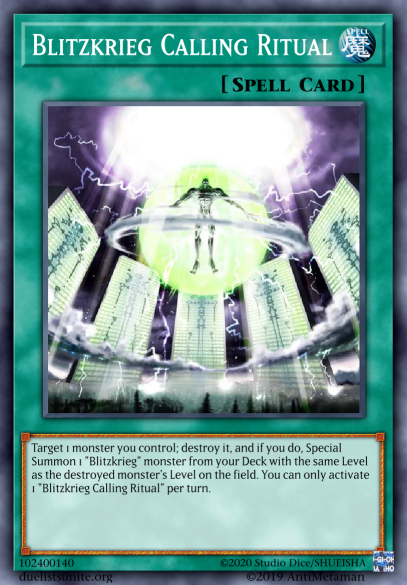 Blitzkrieg Calling Ritual
SPELL
魔
[Spell Card]
Target 1 monster you control; destroy it, and if you do, Special
Summon 1 "Blitzkrieg" monster from your Deck with the same Level
as the destroyed monster's Level on the field. You can only activate
1 "Blitzkrieg Calling Ritual" per turn.
102400140
©2020 Studio Dice/SHUEISHA
duelistsunite.org
©2019 AntiMetaman